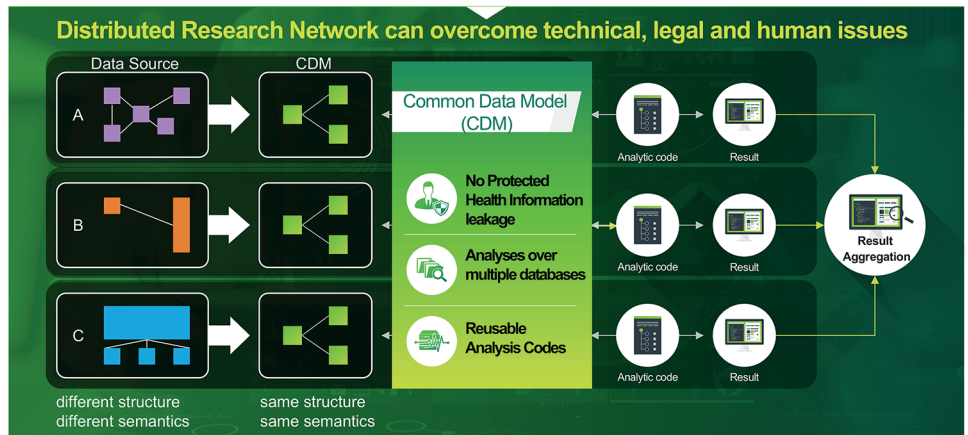 Distributed Research Network can overcome technical, legal and human issues
Data Source
CDM
A
B
C
different structure
different semantics
same structure
same semantics
Common Data Model
(CDM)
No Protected
Health Information
leakage
Analyses over
multiple databases
Reusable
Analysis Codes
Analytic code
Result
Analytic code
Result
Analytic code
Result
Result
Aggregation